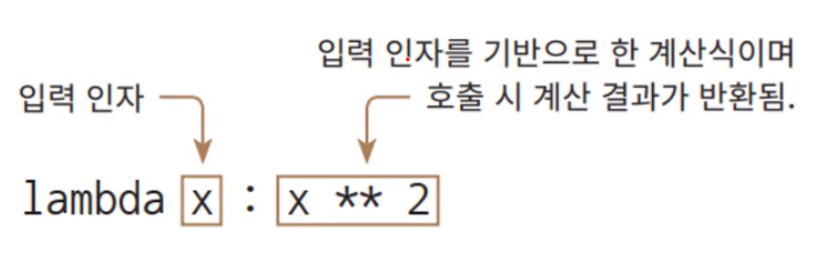 입력 인자를 기반으로 한 계산식이며
입력 인자
호출 시 계산 결과가 반환됨.
lambda x : x ** 2